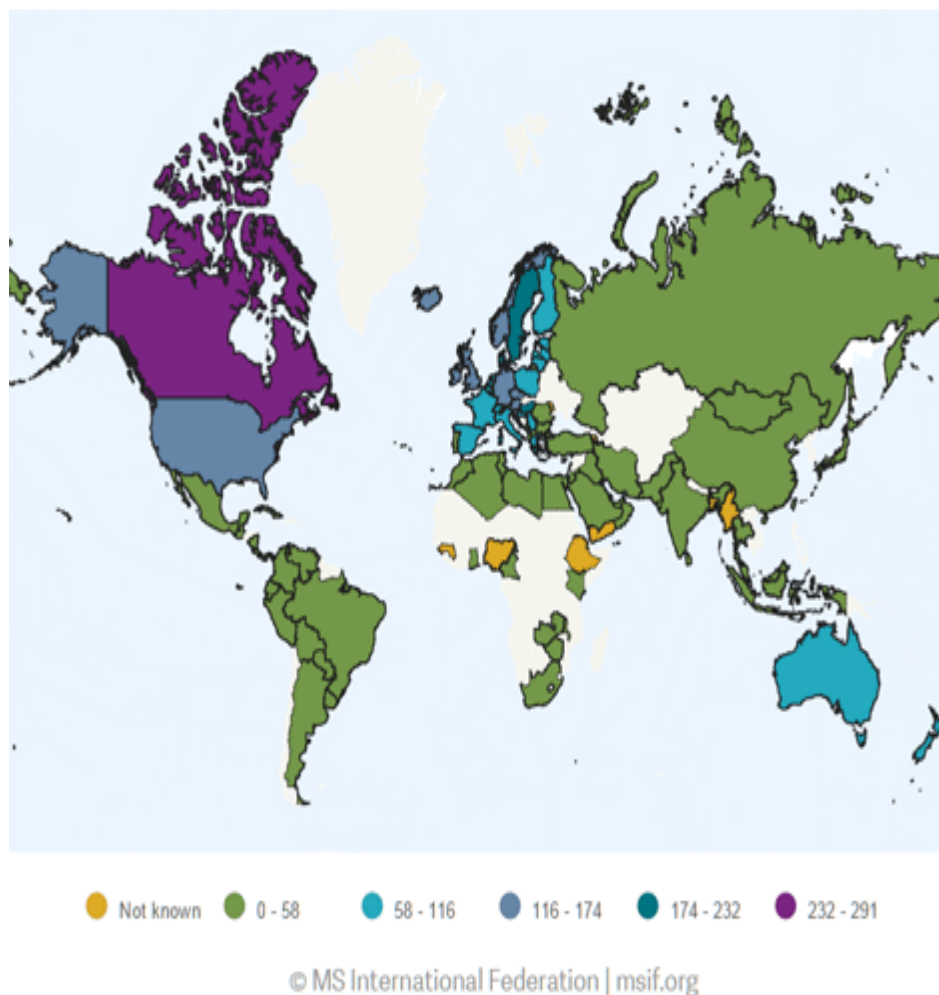 Not known 0 - 58 58 - 116 116 - 174 174 - 232 232 - 291
© MS International Federation | msif.org